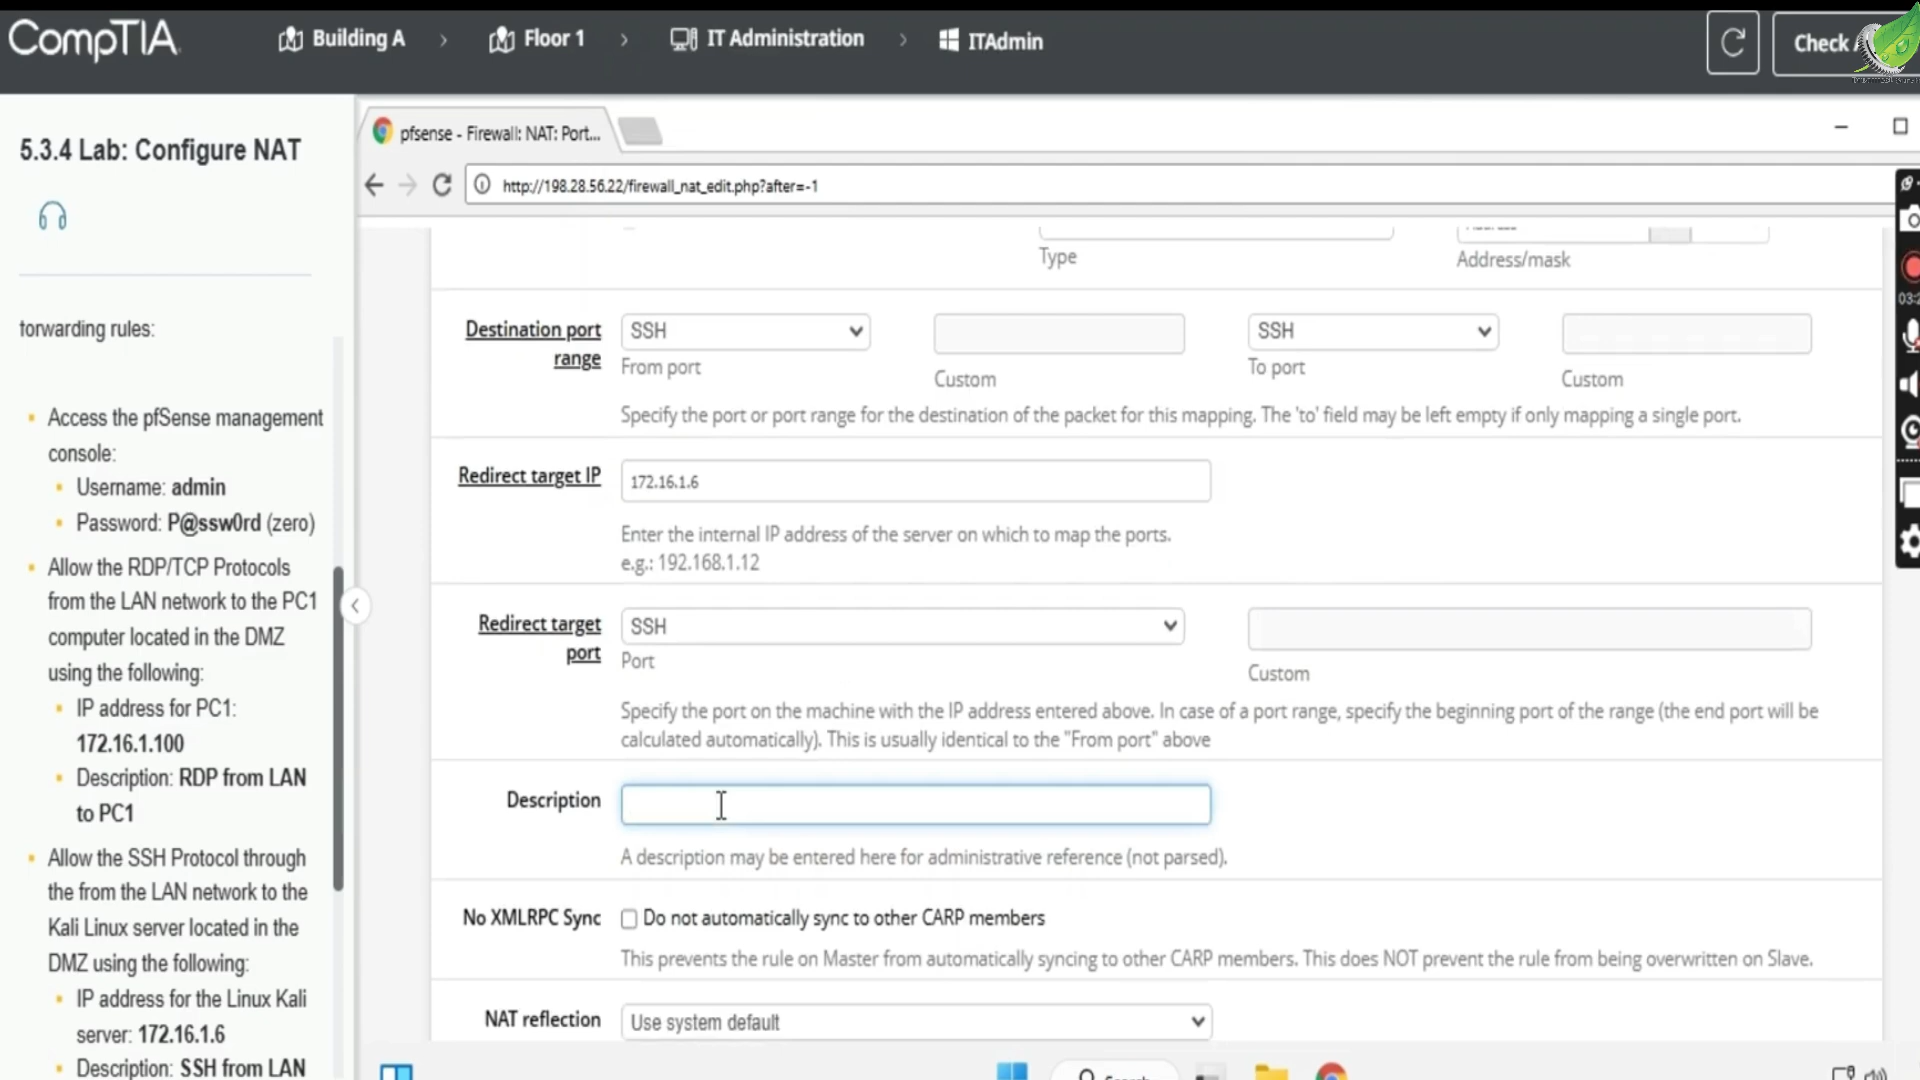 CompTIA
Building A
Floor 1
IT Administration
ITAdmin
Check
5.3.4 Lab: Configure NAT
forwarding rules:
Access the pfSense management
console:
Username: admin
Password: P@ssw0rd (zero)
Allow the RDP/TCP Protocols
from the LAN network to the PC1
computer located in the DMZ
using the following:
IP address for PC1:
172.16.1.100
Description: RDP from LAN
to PC1
Allow the SSH Protocol through
the from the LAN network to the
Kali Linux server located in the
DMZ using the following:
IP address for the Linux Kali
server: 172.16.1.6
Description: SSH from LAN
pfsense - Firewall: NAT: Port...
http://198.28.56.22/firewall_nat_edit.php?after=-1
Type
Address/mask
Destination port
range
SSH
From port
Custom
SSH
To port
Custom
Specify the port or port range for the destination of the packet for this mapping. The 'to' field may be left empty if only mapping a single port.
Redirect target IP
172.16.1.6
Enter the internal IP address of the server on which to map the ports.
e.g.: 192.168.1.12
Redirect target
port
SSH
Port
Custom
Specify the port on the machine with the IP address entered above. In case of a port range, specify the beginning port of the range (the end port will be
calculated automatically). This is usually identical to the "From port" above
Description
A description may be entered here for administrative reference (not parsed).
No XMLRPC Sync
Do not automatically sync to other CARP members
This prevents the rule on Master from automatically syncing to other CARP members. This does NOT prevent the rule from being overwritten on Slave.
NAT reflection
Use system default